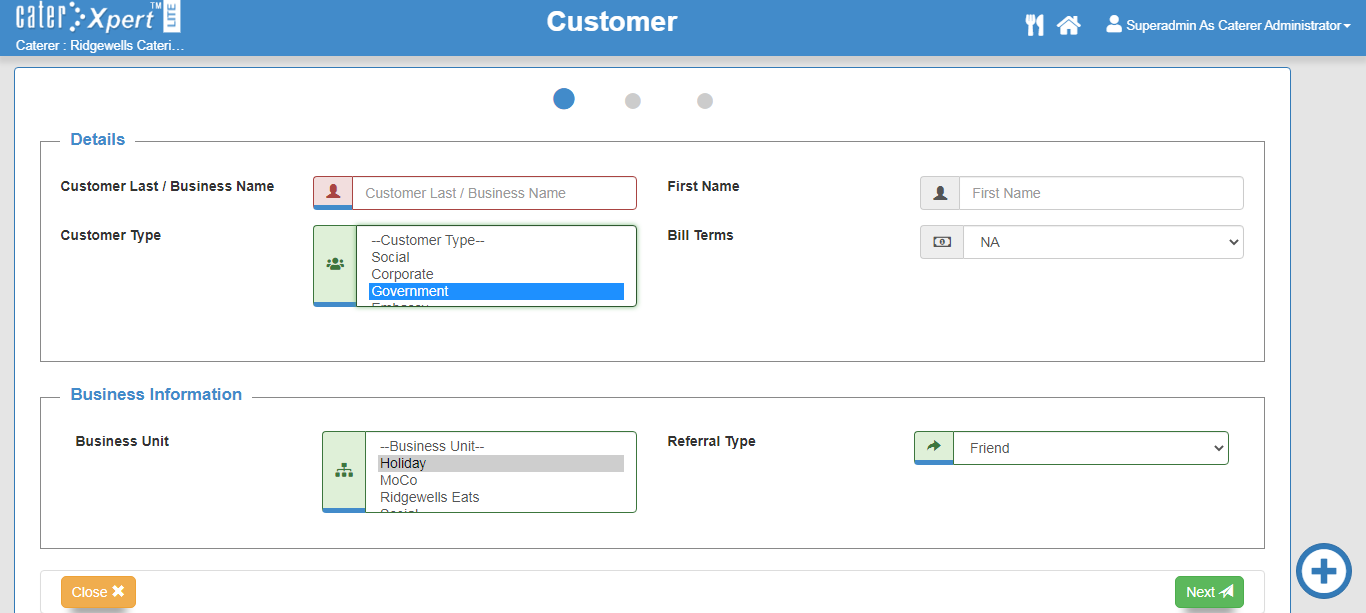 cater Xpert™ LITE
Caterer : Ridgewells Cateri...
Customer
Superadmin As Caterer Administrator
Details
Customer Last / Business Name
Customer Last / Business Name
First Name
First Name
Customer Type
--Customer Type--
Social
Corporate
Government
Embassy
Bill Terms
NA
Business Information
Business Unit
--Business Unit--
Holiday
MoCo
Ridgewells Eats
Social
Referral Type
Friend
Close
Next